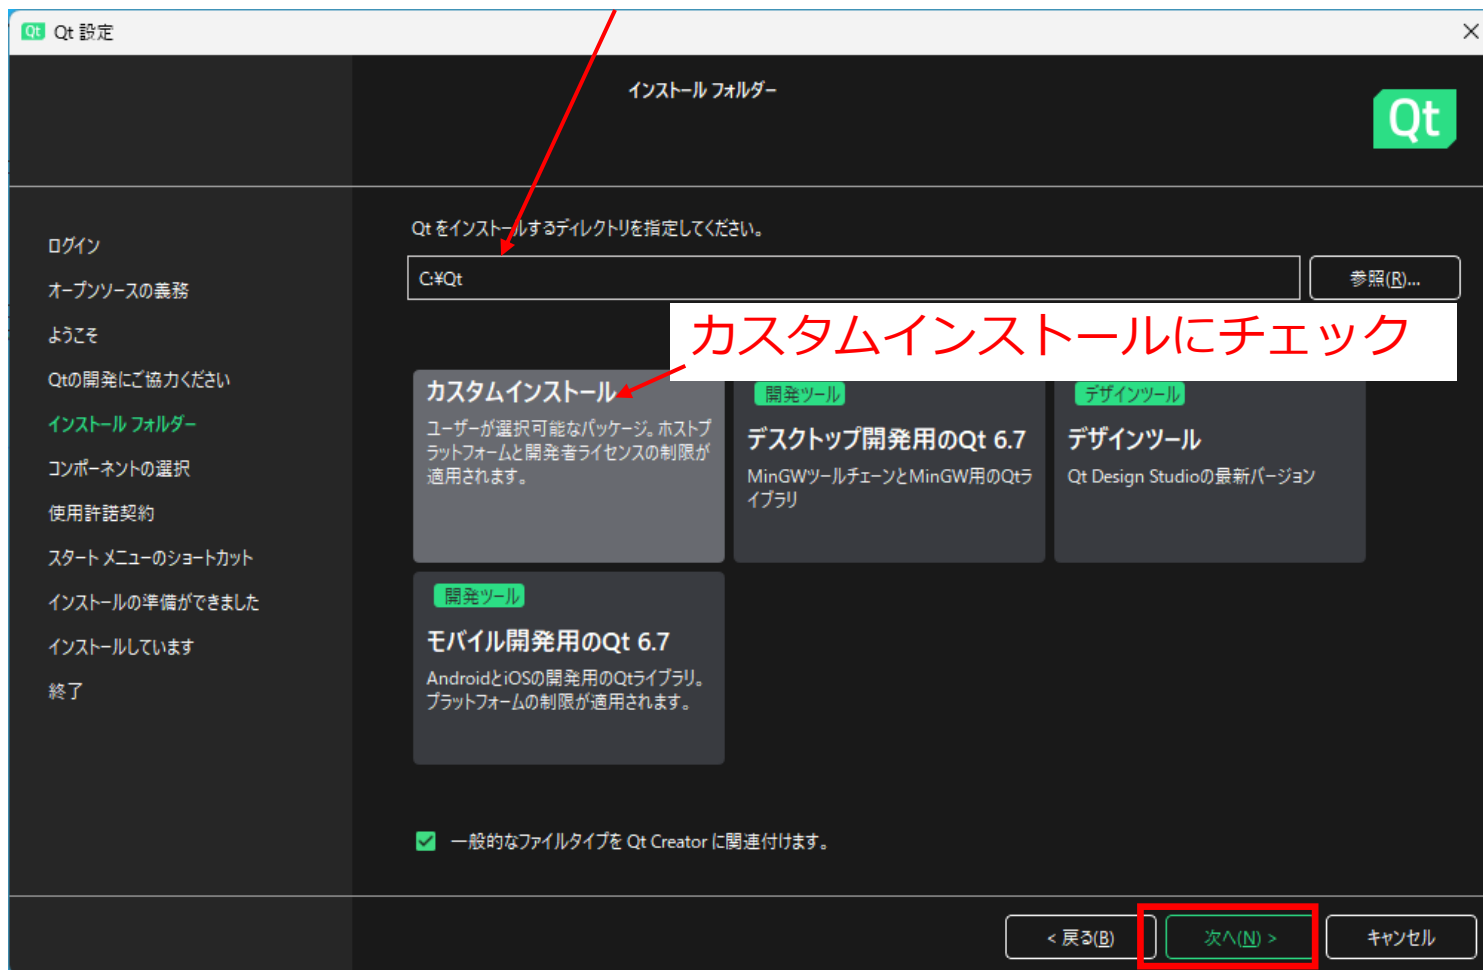 Qt Qt 設定
インストール フォルダー
Qt
ログイン
オープンソースの義務
ようこそ
Qtの開発にご協力ください
インストール フォルダー
コンポーネントの選択
使用許諾契約
スタート メニューのショートカット
インストールの準備ができました
インストールしています
終了
Qt をインストールするディレクトリを指定してください。
C:¥Qt
参照(R)...
カスタムインストールにチェック
カスタムインストール
ユーザーが選択可能なパッケージ。ホストプ
ラットフォームと開発者ライセンスの制限が
適用されます。
開発ツール
デスクトップ開発用のQt 6.7
MinGWツールチェーンとMinGW用のQtラ
イブラリ
デザインツール
デザインツール
Qt Design Studioの最新バージョン
開発ツール
モバイル開発用のQt 6.7
AndroidとiOSの開発用のQtライブラリ。
プラットフォームの制限が適用されます。
一般的なファイルタイプを Qt Creator に関連付けます。
< 戻る(B)
次へ(N) >
キャンセル